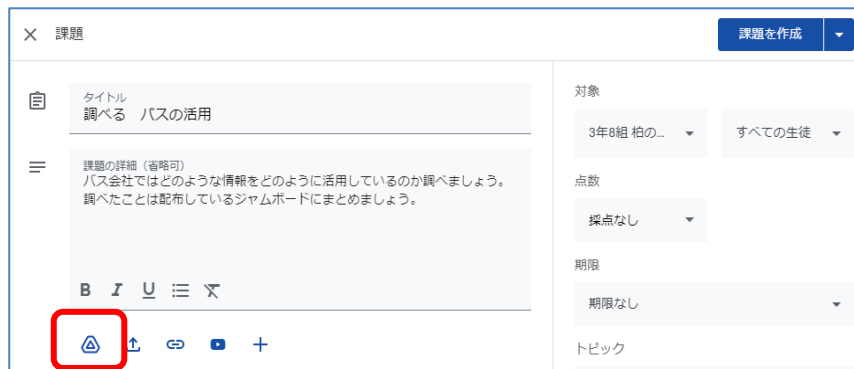 課題
課題を作成
タイトル
調べる　バスの活用
課題の詳細（省略可）
バス会社ではどのような情報をどのように活用しているのか調べましょう。
調べたことは配布しているジャムボードにまとめましょう。
B I U
対象
3年8組 柏の...
すべての生徒
点数
採点なし
期限
期限なし
トピック